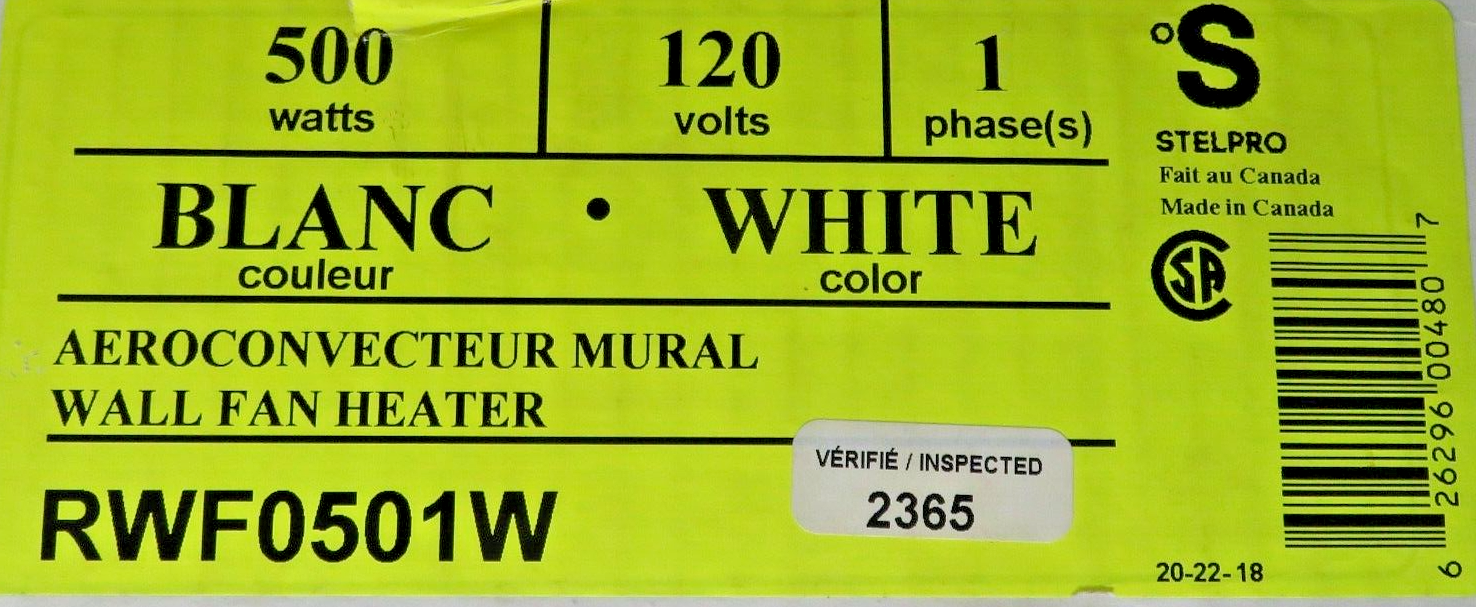 500
watts
120
volts
1
phase(s)
°S
STELPRO
Fait au Canada
Made in Canada
BLANC • WHITE
couleur
color
CSA
AEROCONVECTEUR MURAL
WALL FAN HEATER
RWF0501W
VÉRIFIÉ / INSPECTED
2365
6 26296 00480 7
20-22-18